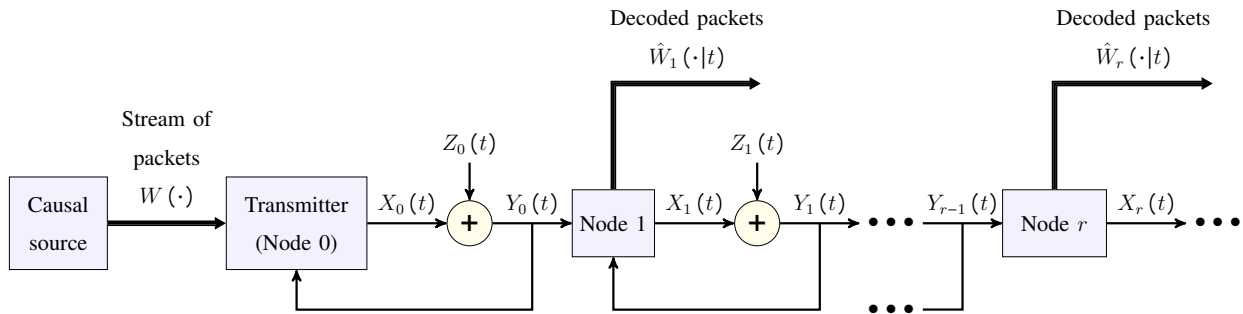 Decoded packets
Ŵ₁(·|t)
Decoded packets
Ŵᵣ(·|t)
Stream of
packets
W(·)
Z₀(t)
Z₁(t)
Causal
source
Transmitter
(Node 0)
X₀(t)
+
Y₀(t)
Node 1
X₁(t)
+
Y₁(t)
Yᵣ₋₁(t)
Node r
Xᵣ(t)